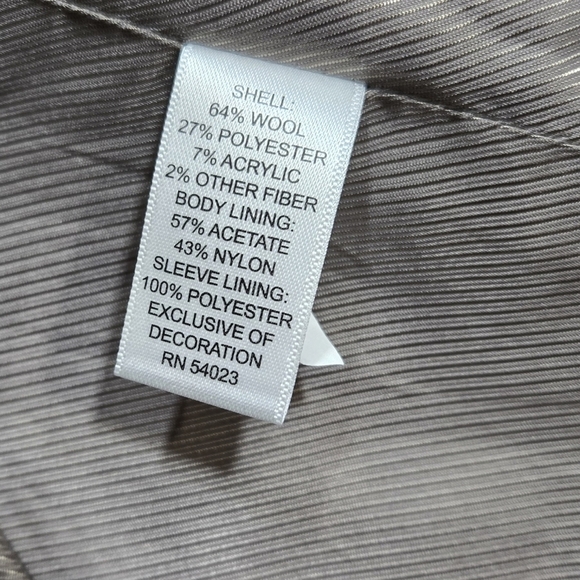 SHELL:
64% WOOL
27% POLYESTER
7% ACRYLIC
2% OTHER FIBER
BODY LINING:
57% ACETATE
43% NYLON
SLEEVE LINING:
100% POLYESTER
EXCLUSIVE OF
DECORATION
RN 54023